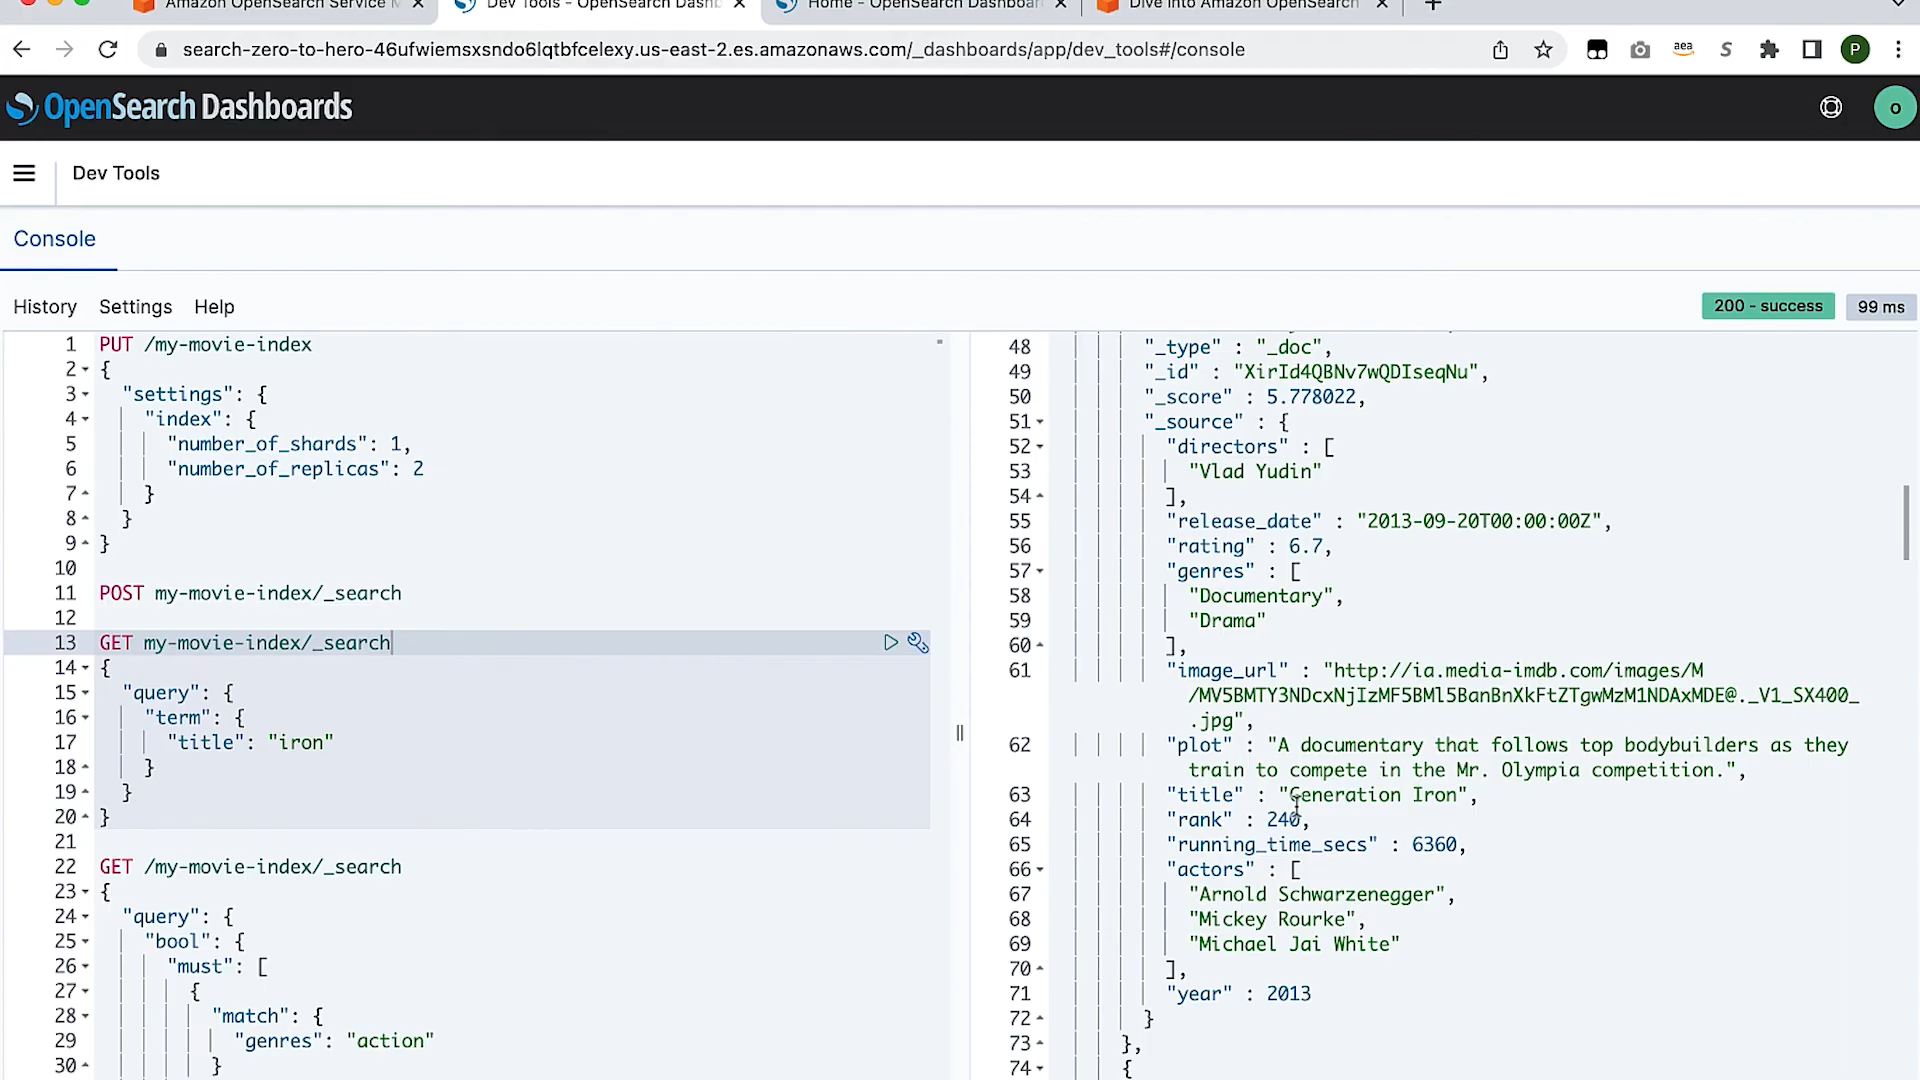 Amazon OpenSearch Service M
Dev Tools - OpenSearch Dashb
Home - OpenSearch Dashboar
Dive into Amazon OpenSearch
search-zero-to-hero-46ufwiemsxsndo6lqtbfcelexy.us-east-2.es.amazonaws.com/_dashboards/app/dev_tools#/console
aea
S
P
OpenSearch Dashboards
o
Dev Tools
Console
History Settings Help
200 - success 99 ms
1 PUT /my-movie-index
2 {
3 "settings": {
4 "index": {
5 "number_of_shards": 1,
6 "number_of_replicas": 2
7 }
8 }
9 }
10
11 POST my-movie-index/_search
12
13 GET my-movie-index/_search
14 {
15 "query": {
16 "term": {
17 "title": "iron"
18 }
19 }
20 }
21
22 GET /my-movie-index/_search
23 {
24 "query": {
25 "bool": {
26 "must": [
27 {
28 "match": {
29 "genres": "action"
30 }
48 "_type" : "_doc",
49 "_id" : "XirId4QBNv7wQDIseqNu",
50 "_score" : 5.778022,
51 "_source" : {
52 "directors" : [
53 "Vlad Yudin"
54 ],
55 "release_date" : "2013-09-20T00:00:00Z",
56 "rating" : 6.7,
57 "genres" : [
58 "Documentary",
59 "Drama"
60 ],
61 "image_url" : "http://ia.media-imdb.com/images/M
/MV5BMTY3NDcxNjIzMF5BMl5BanBnXkFtZTgwMzM1NDAxMDE@._V1_SX400_
.jpg",
62 "plot" : "A documentary that follows top bodybuilders as they
train to compete in the Mr. Olympia competition.",
63 "title" : "Generation Iron",
64 "rank" : 240,
65 "running_time_secs" : 6360,
66 "actors" : [
67 "Arnold Schwarzenegger",
68 "Mickey Rourke",
69 "Michael Jai White"
70 ],
71 "year" : 2013
72 }
73 },
74 {